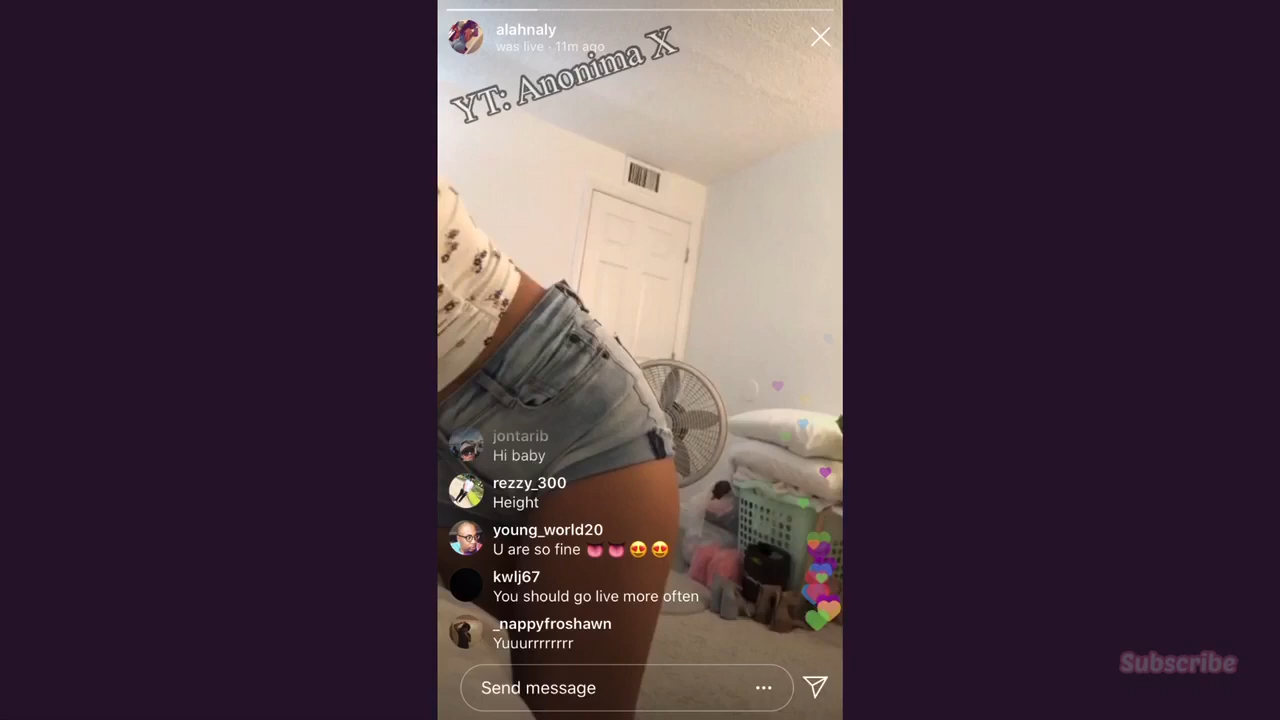 alahnaly
was live · 11m ago
YT: Anonima X
jontarib
Hi baby
rezzy_300
Height
young_world20
U are so fine 👅👅😍😍
kwlj67
You should go live more often
_nappyfroshawn
Yuuurrrrrrrr
Send message
Subscribe